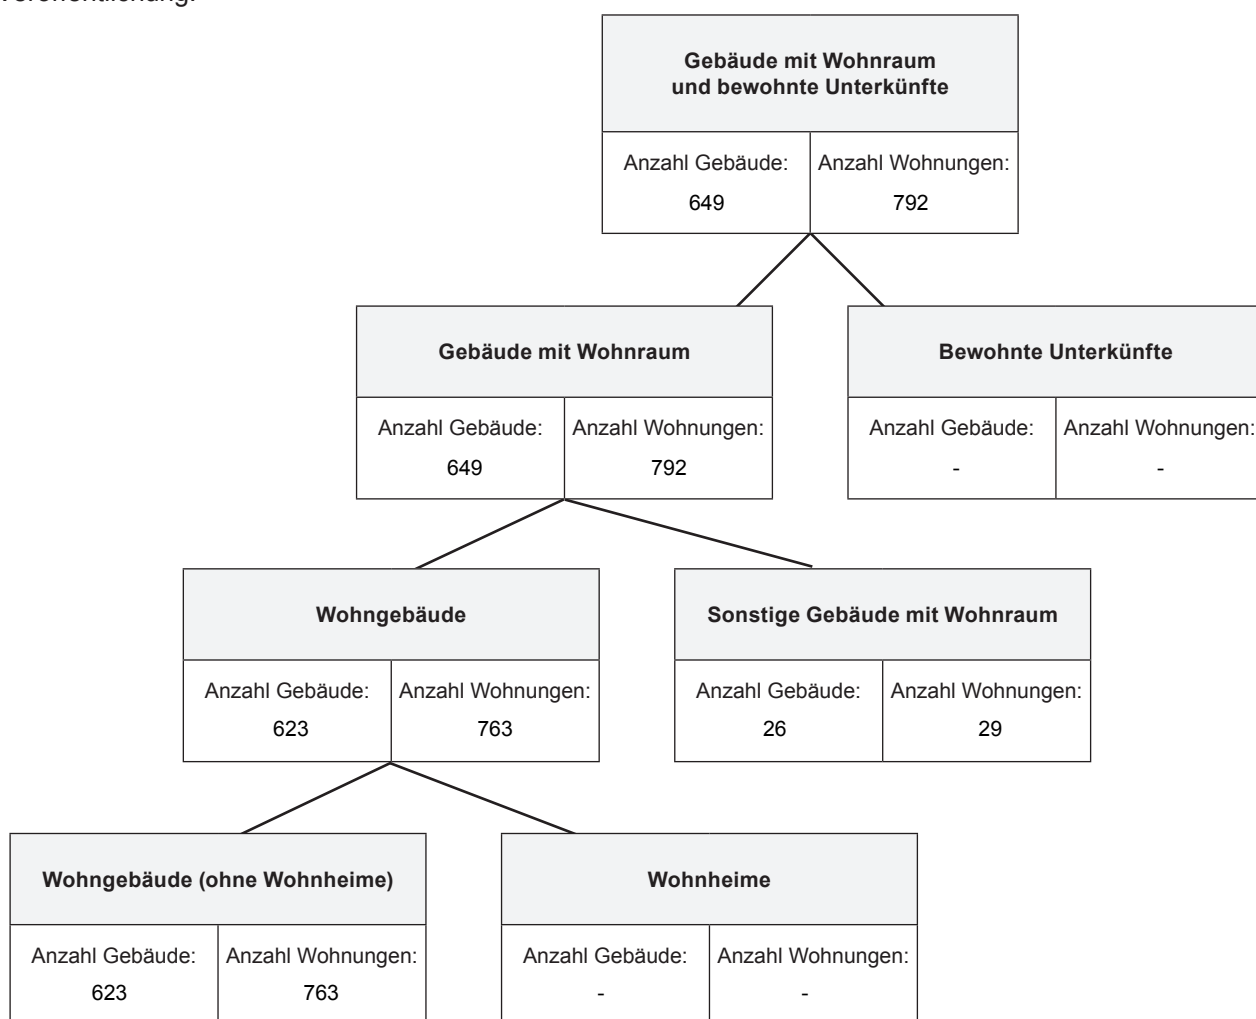 Veröffentlichung.
Gebäude mit Wohnraum
und bewohnte Unterkünfte
Anzahl Gebäude: Anzahl Wohnungen:
649 792
Gebäude mit Wohnraum
Anzahl Gebäude: Anzahl Wohnungen:
649 792
Bewohnte Unterkünfte
Anzahl Gebäude: Anzahl Wohnungen:
- -
Wohngebäude
Anzahl Gebäude: Anzahl Wohnungen:
623 763
Sonstige Gebäude mit Wohnraum
Anzahl Gebäude: Anzahl Wohnungen:
26 29
Wohngebäude (ohne Wohnheime)
Anzahl Gebäude: Anzahl Wohnungen:
623 763
Wohnheime
Anzahl Gebäude: Anzahl Wohnungen:
- -